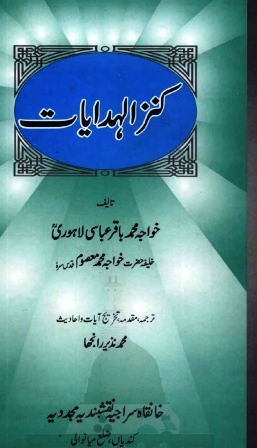 کنز الہدایات
تالیف
خواجہ محمد باقر عباسی لاہوریؒ
خلیفہ حضرت خواجہ محمد معصوم قدس سرہٗ
ترجمہ، مقدمہ، تخریج آیات و احادیث
محمد نذیر رانجھا
خانقاہ سراجیہ نقشبندیہ مجددیہ
کندیاں، ضلع میانوالی